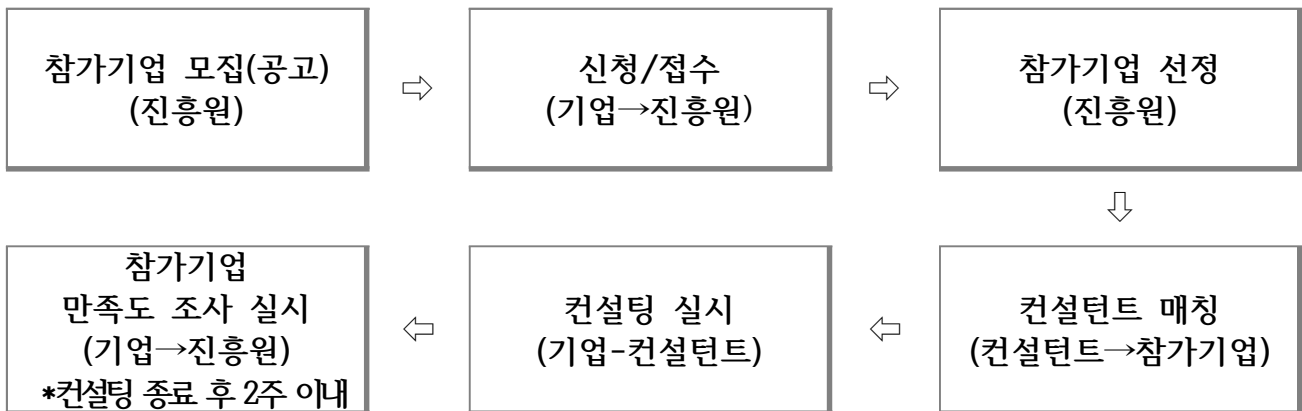 참가기업 모집(공고)
(진흥원)
⇨
신청/접수
(기업→진흥원)
⇨
참가기업 선정
(진흥원)
⇩
컨설턴트 매칭
(컨설턴트→참가기업)
⇦
컨설팅 실시
(기업-컨설턴트)
⇦
참가기업
만족도 조사 실시
(기업→진흥원)
*컨설팅 종료 후 2주 이내